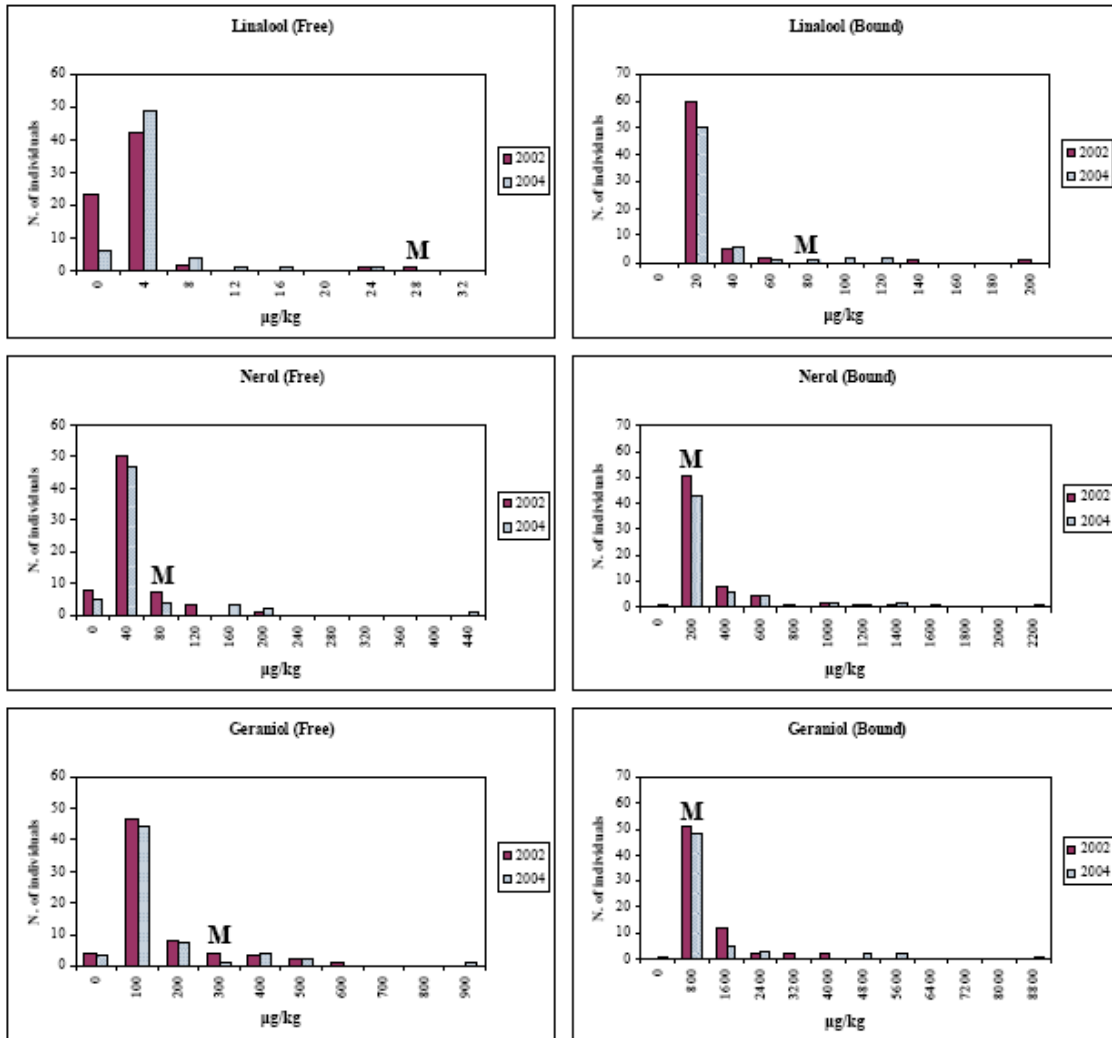 Linalool (Free)
N. of individuals
60
50
40
30
20
10
0
M
0 4 8 12 16 20 24 28 32
µg/kg
2002
2004
Linalool (Bound)
N. of individuals
70
60
50
40
30
20
10
0
M
0 20 40 60 80 100 120 140 160 180 200
µg/kg
2002
2004
Nerol (Free)
N. of individuals
60
50
40
30
20
10
0
M
0 40 80 120 160 200 240 280 320 360 400 440
µg/kg
2002
2004
Nerol (Bound)
N. of individuals
70
60
50
40
30
20
10
0
M
0 200 400 600 800 1000 1200 1400 1600 1800 2000 2200
µg/kg
2002
2004
Geraniol (Free)
N. of individuals
60
50
40
30
20
10
0
M
0 100 200 300 400 500 600 700 800 900
µg/kg
2002
2004
Geraniol (Bound)
N. of individuals
70
60
50
40
30
20
10
0
M
0 800 1600 2400 3200 4000 4800 5600 6400 7200 8000 8800
µg/kg
2002
2004